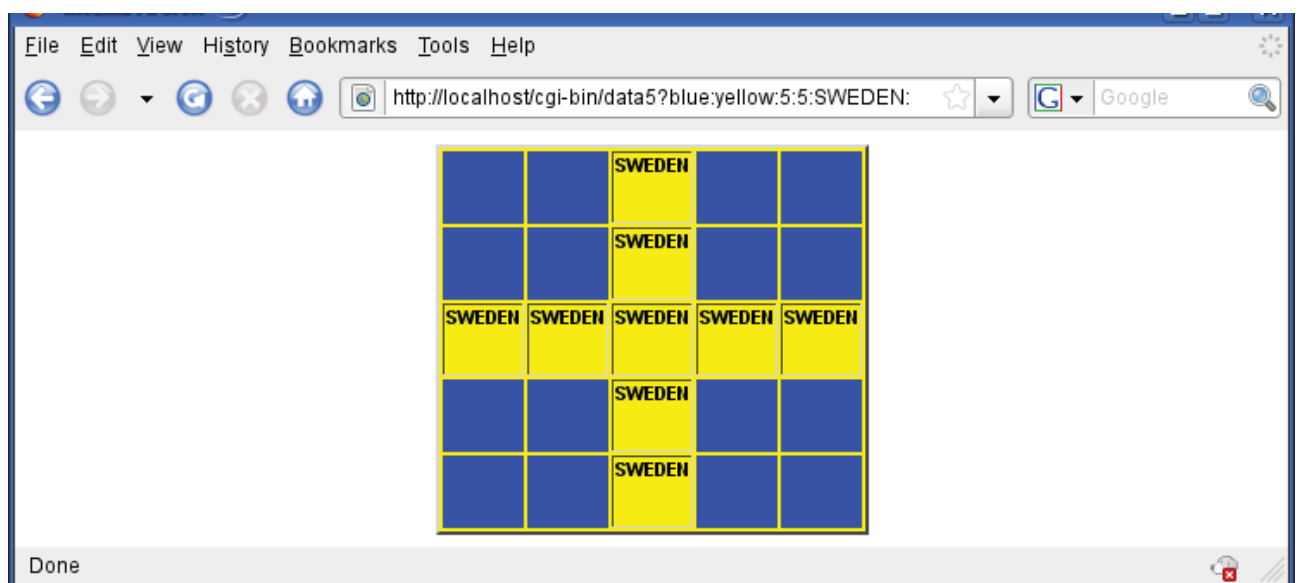 File Edit View History Bookmarks Tools Help
http://localhost/cgi-bin/data5?blue:yellow:5:5:SWEDEN: G Google
SWEDEN
SWEDEN
SWEDEN SWEDEN SWEDEN SWEDEN SWEDEN
SWEDEN
SWEDEN
Done